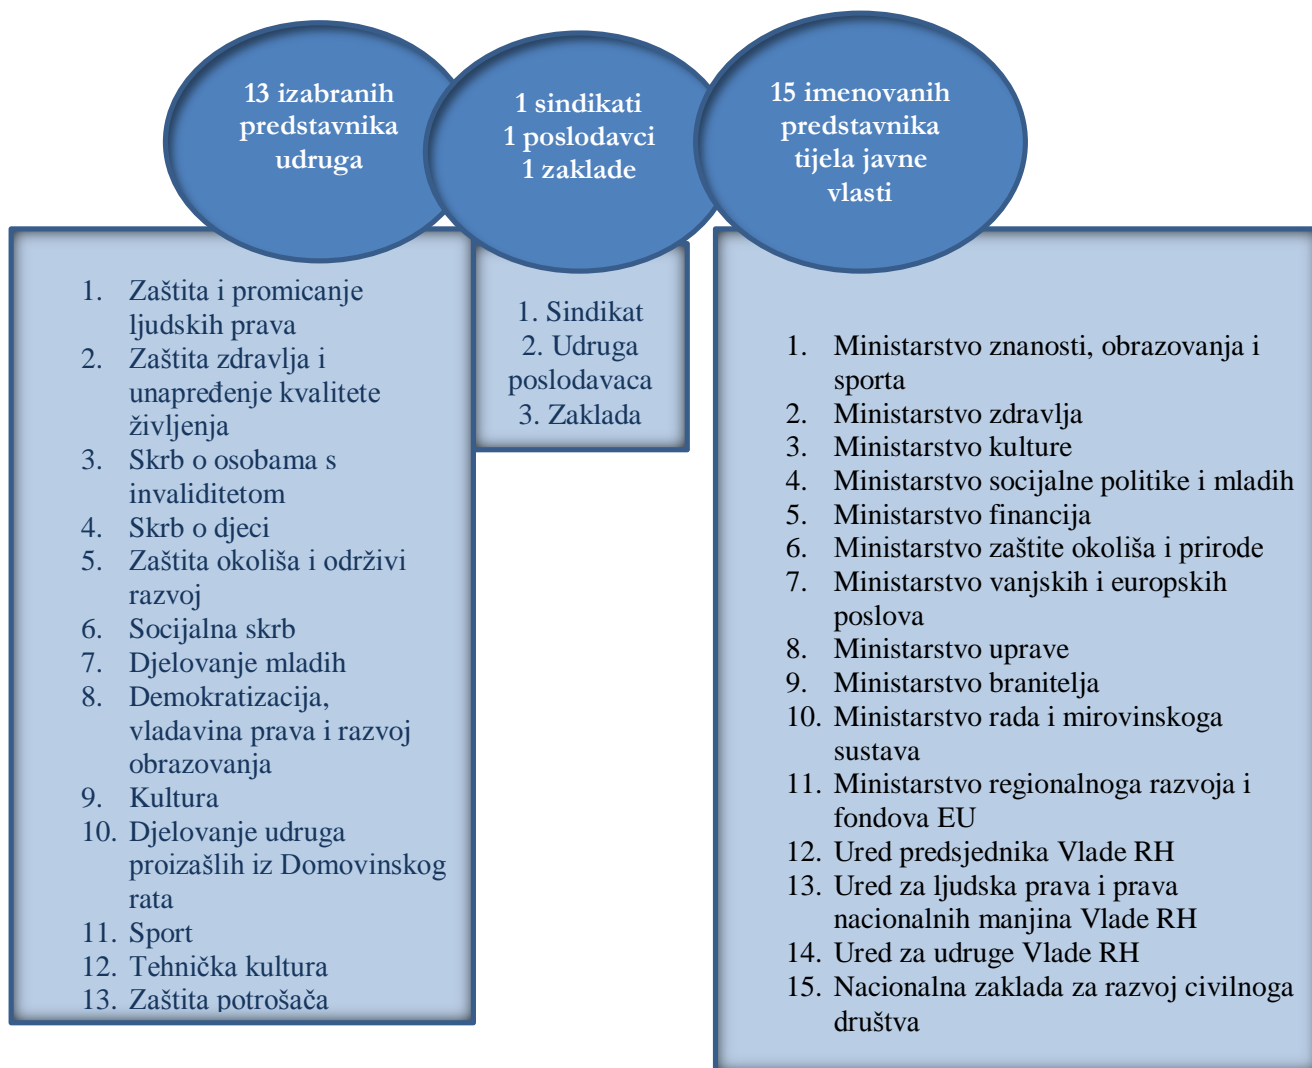 13 izabranih
predstavnika
udruga
1 sindikati
1 poslodavci
1 zaklade
15 imenovanih
predstavnika
tijela javne
vlasti
1. Zaštita i promicanje
ljudskih prava
2. Zaštita zdravlja i
unapređenje kvalitete
življenja
3. Skrb o osobama s
invaliditetom
4. Skrb o djeci
5. Zaštita okoliša i održivi
razvoj
6. Socijalna skrb
7. Djelovanje mladih
8. Demokratizacija,
vladavina prava i razvoj
obrazovanja
9. Kultura
10. Djelovanje udruga
proizašlih iz Domovinskog
rata
11. Sport
12. Tehnička kultura
13. Zaštita potrošača
1. Sindikat
2. Udruga
poslodavaca
3. Zaklada
1. Ministarstvo znanosti, obrazovanja i
sporta
2. Ministarstvo zdravlja
3. Ministarstvo kulture
4. Ministarstvo socijalne politike i mladih
5. Ministarstvo financija
6. Ministarstvo zaštite okoliša i prirode
7. Ministarstvo vanjskih i europskih
poslova
8. Ministarstvo uprave
9. Ministarstvo branitelja
10. Ministarstvo rada i mirovinskoga
sustava
11. Ministarstvo regionalnoga razvoja i
fondova EU
12. Ured predsjednika Vlade RH
13. Ured za ljudska prava i prava
nacionalnih manjina Vlade RH
14. Ured za udruge Vlade RH
15. Nacionalna zaklada za razvoj civilnoga
društva